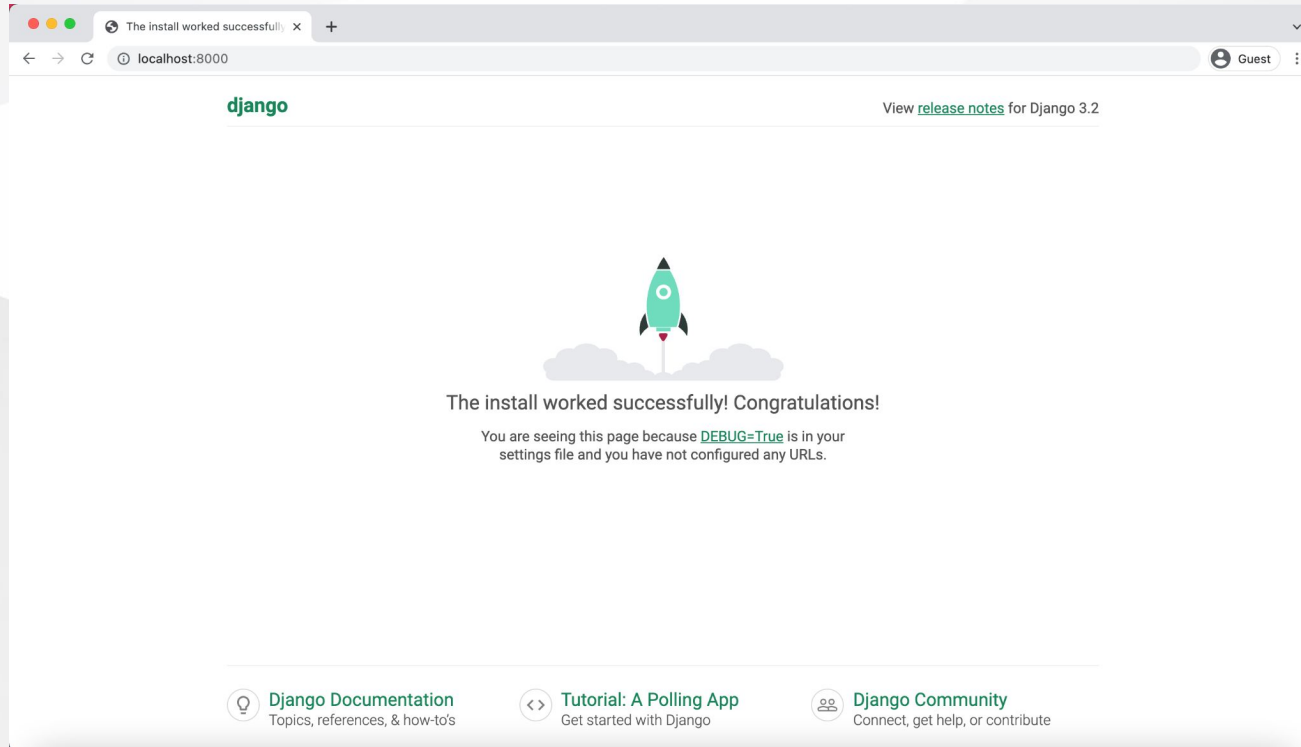 The install worked successfully
localhost:8000
Guest
django
View release notes for Django 3.2
The install worked successfully! Congratulations!
You are seeing this page because DEBUG=True is in your
settings file and you have not configured any URLs.
Django Documentation
Topics, references, & how-to's
Tutorial: A Polling App
Get started with Django
Django Community
Connect, get help, or contribute